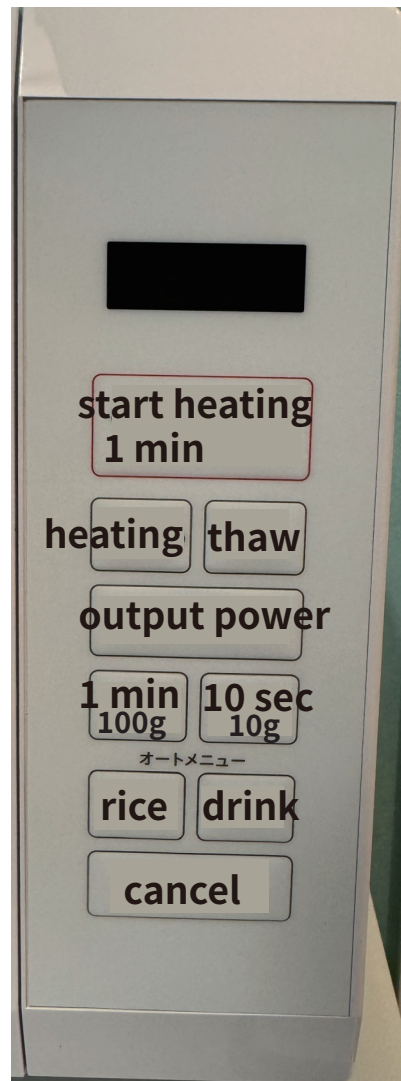 start heating
1 min
heating
thaw
output power
1 min
100g
10 sec
10g
オートメニュー
rice
drink
cancel